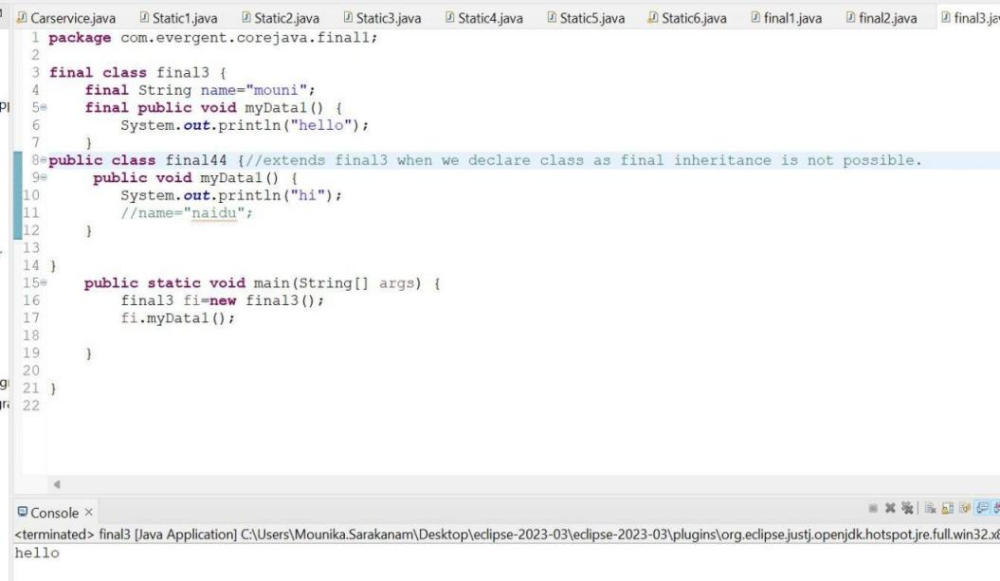 Carservice.java Static1.java Static2.java Static3.java Static4.java Static5.java Static6.java final1.java final2.java final3.ja
1 package com.evergent.corejava.final1;
2
3 final class final3 {
4 final String name="mouni";
5 final public void myData1() {
6 System.out.println("hello");
7 }
8 public class final44 {//extends final3 when we declare class as final inheritance is not possible.
9 public void myData1() {
10 System.out.println("hi");
11 //name="naidu";
12 }
13
14 }
15 public static void main(String[] args) {
16 final3 fi=new final3();
17 fi.myData1();
18
19 }
20
21 }
22
Console ×
<terminated> final3 [Java Application] C:\Users\Mounika.Sarakanam\Desktop\eclipse-2023-03\eclipse-2023-03\plugins\org.eclipse.justj.openjdk.hotspot.jre.full.win32.x8
hello